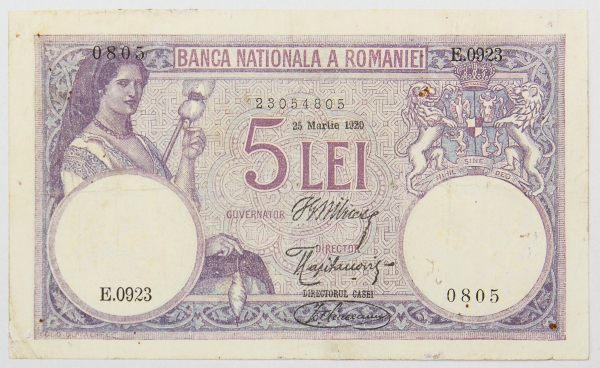 0805
BANCA NATIONALA A ROMANIEI
E.0923
23054805
25 Martie 1920
5 LEI
NIHIL SINE DEO
GUVERNATOR
DIRECTOR
DIRECTORUL CASEI
E.0923
0805